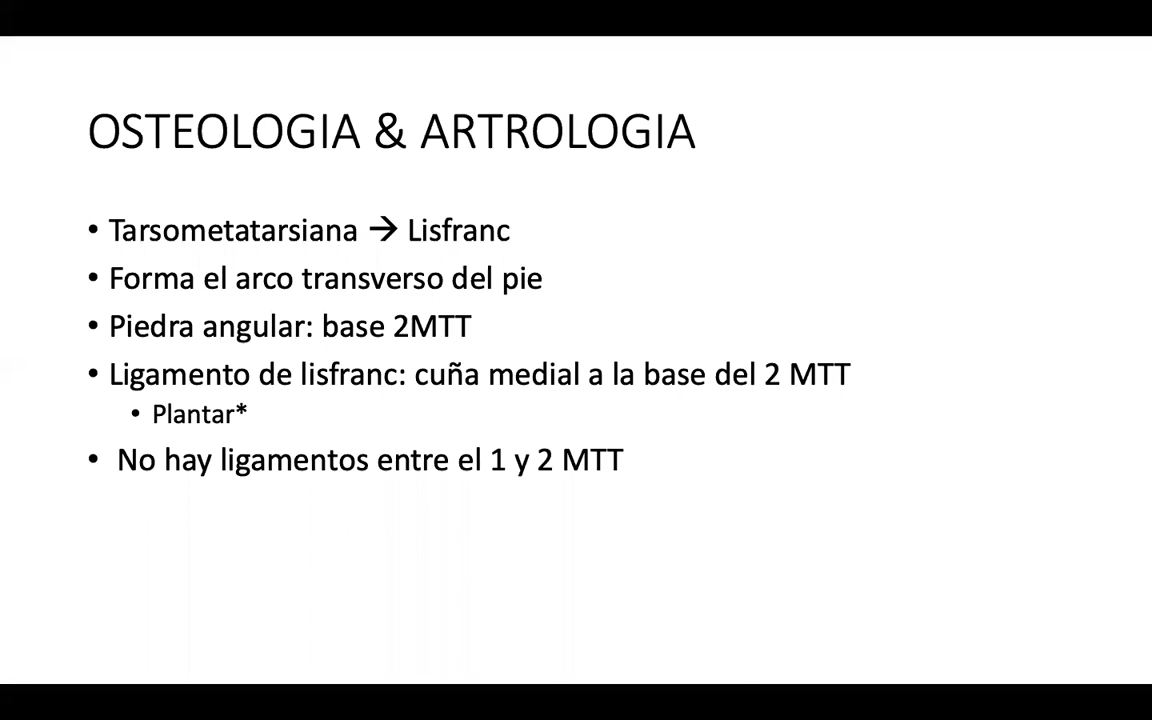 OSTEOLOGIA & ARTROLOGIA
• Tarsometatarsiana → Lisfranc
• Forma el arco transverso del pie
• Piedra angular: base 2MTT
• Ligamento de lisfranc: cuña medial a la base del 2 MTT
• Plantar*
• No hay ligamentos entre el 1 y 2 MTT